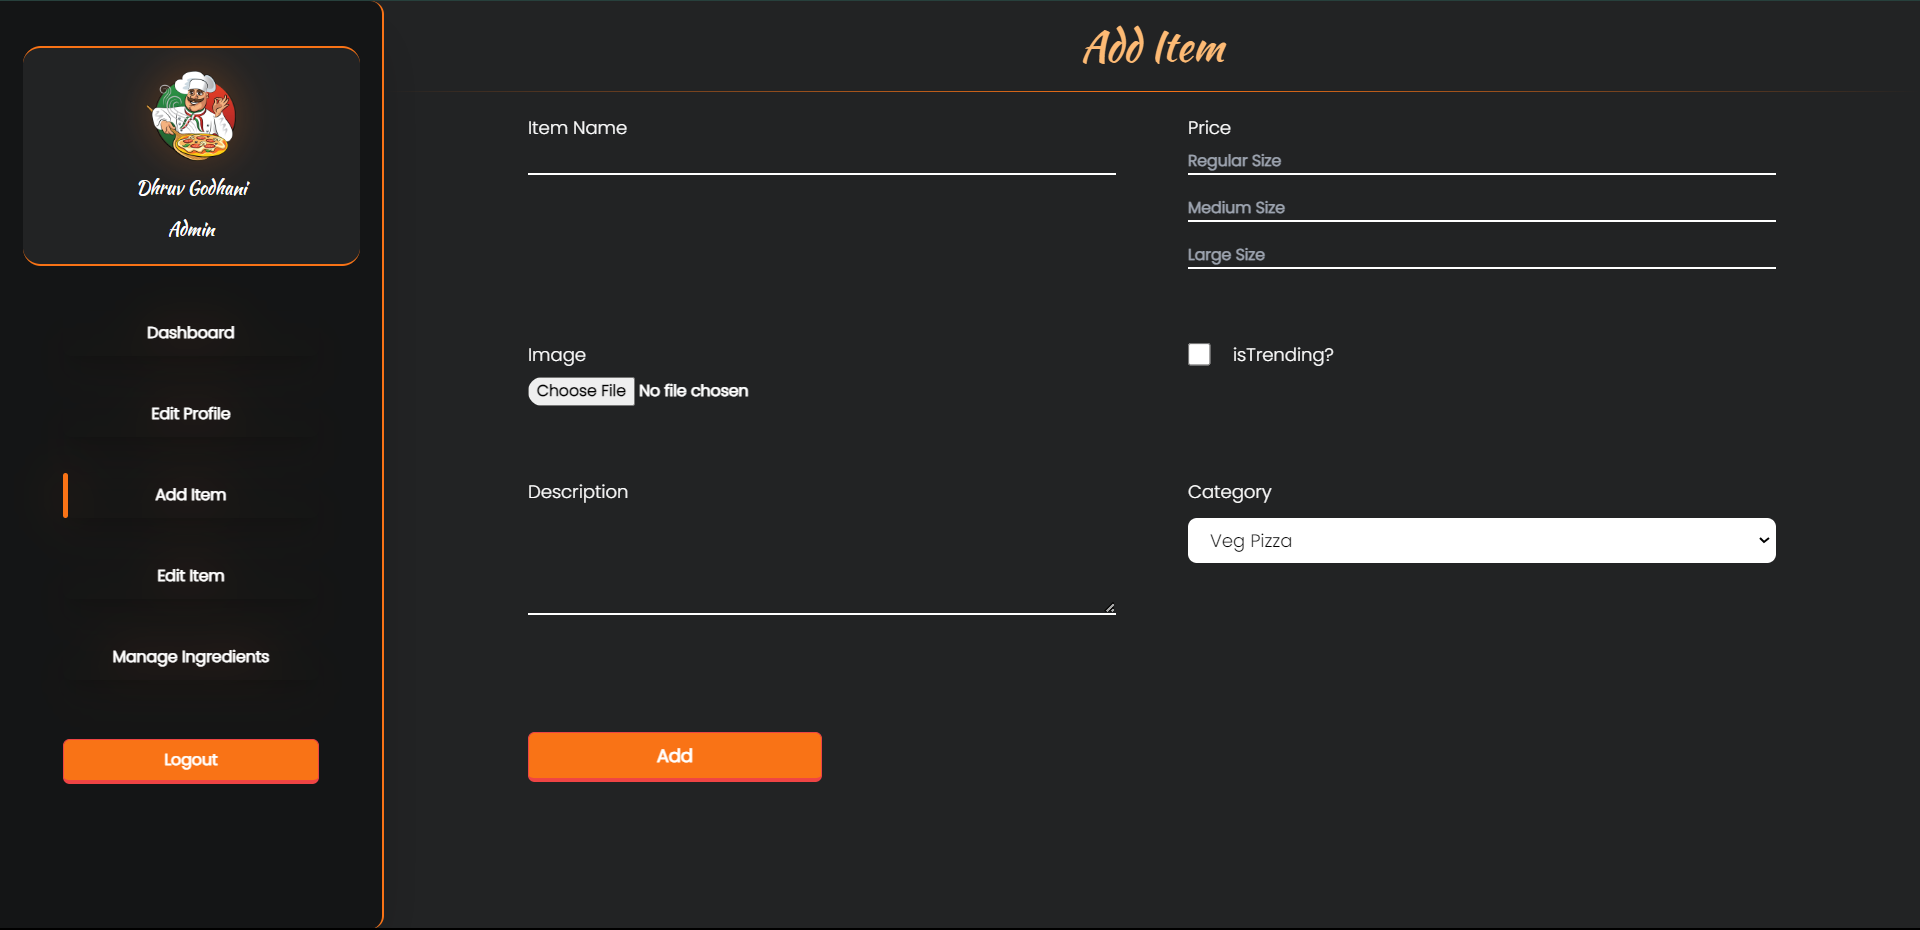 Dhruv Godhani
Admin
Dashboard
Edit Profile
Add Item
Edit Item
Manage Ingredients
Logout
Add Item
Item Name
Price
Regular Size
Medium Size
Large Size
Image
Choose File No file chosen
isTrending?
Description
Category
Veg Pizza
Add